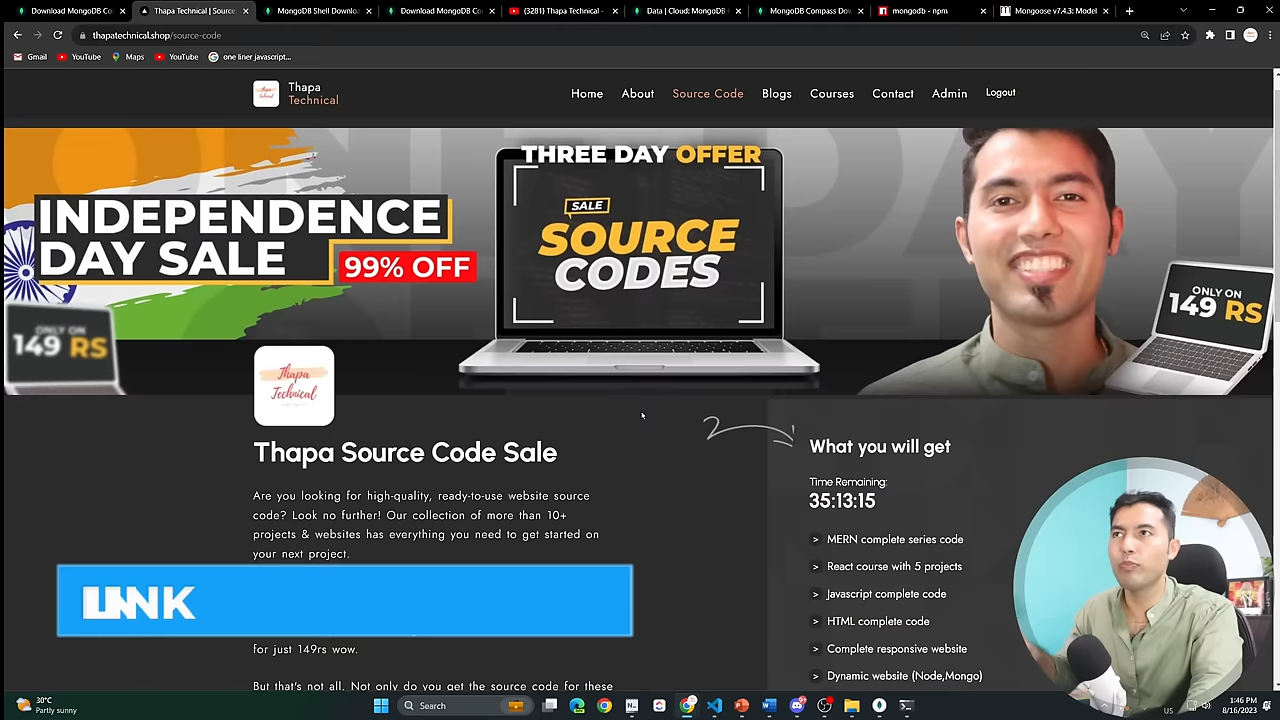 Download MongoDB Co
Thapa Technical | Source
MongoDB Shell Downloa
Download MongoDB Co
(3281) Thapa Technical -
Data | Cloud: MongoDB C
MongoDB Compass Dow
mongodb - npm
Mongoose v7.4.3: Model
thapatechnical.shop/source-code
Gmail
YouTube
Maps
YouTube
one liner javascript...
Thapa
Technical
Home
About
Source Code
Blogs
Courses
Contact
Admin
Logout
INDEPENDENCE
DAY SALE
99% OFF
THREE DAY OFFER
SALE
SOURCE
CODES
ONLY ON
149 RS
ONLY ON
149 RS
Thapa
Technical
Thapa Source Code Sale
Are you looking for high-quality, ready-to-use website source
code? Look no further! Our collection of more than 10+
projects & websites has everything you need to get started on
your next project.
for just 149rs wow.
But that's not all. Not only do you get the source code for these
What you will get
Time Remaining:
35:13:15
> MERN complete series code
> React course with 5 projects
> Javascript complete code
> HTML complete code
> Complete responsive website
> Dynamic website (Node,Mongo)
30°C
Partly sunny
Search
US
1:46 PM
8/16/2023